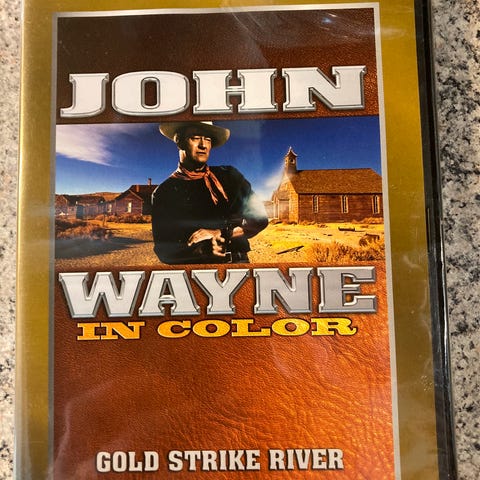 JOHN
WAYNE
IN COLOR
GOLD STRIKE RIVER